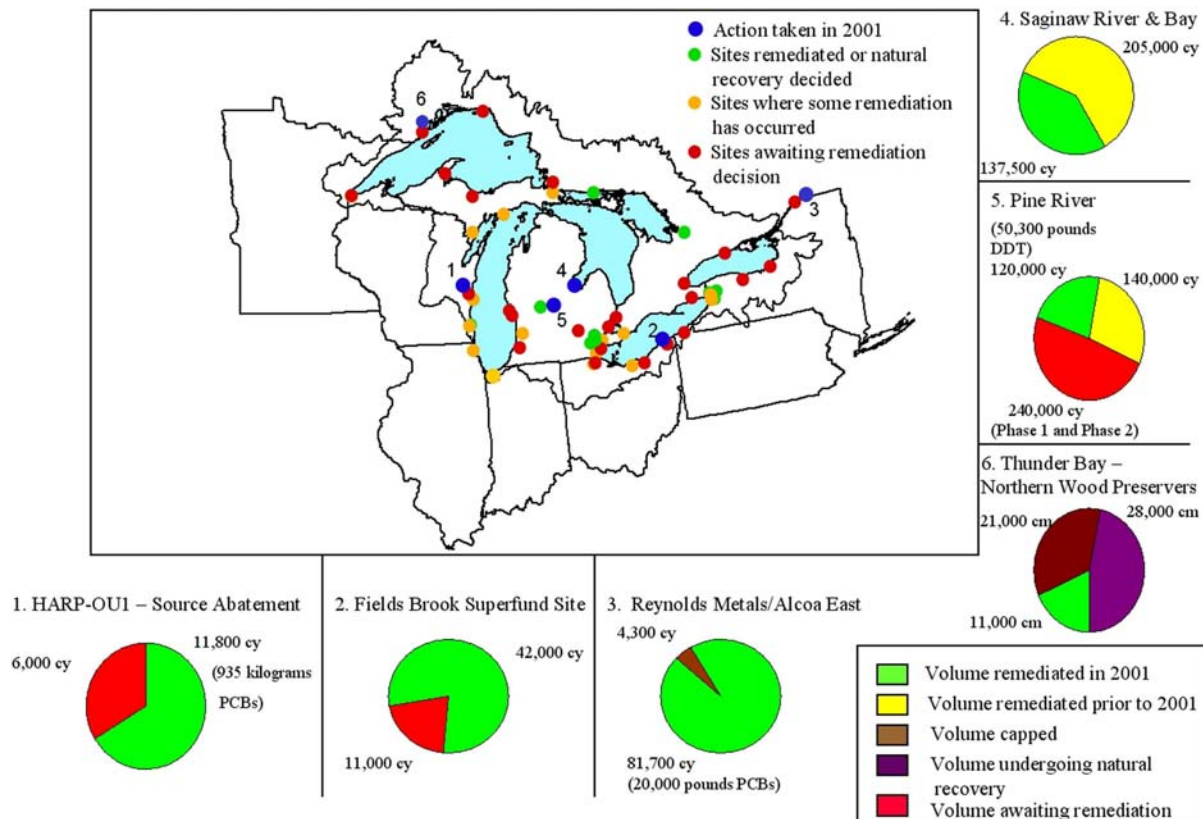 Action taken in 2001
Sites remediated or natural
recovery decided
Sites where some remediation
has occurred
Sites awaiting remediation
decision
6
3
1
4
5
2
4. Saginaw River & Bay
205,000 cy
137,500 cy
5. Pine River
(50,300 pounds
DDT)
120,000 cy
140,000 cy
240,000 cy
(Phase 1 and Phase 2)
6. Thunder Bay –
Northern Wood Preservers
21,000 cm
28,000 cm
11,000 cm
1. HARP-OU1 – Source Abatement
6,000 cy
11,800 cy
(935 kilograms
PCBs)
2. Fields Brook Superfund Site
42,000 cy
11,000 cy
3. Reynolds Metals/Alcoa East
4,300 cy
81,700 cy
(20,000 pounds PCBs)
Volume remediated in 2001
Volume remediated prior to 2001
Volume capped
Volume undergoing natural
recovery
Volume awaiting remediation